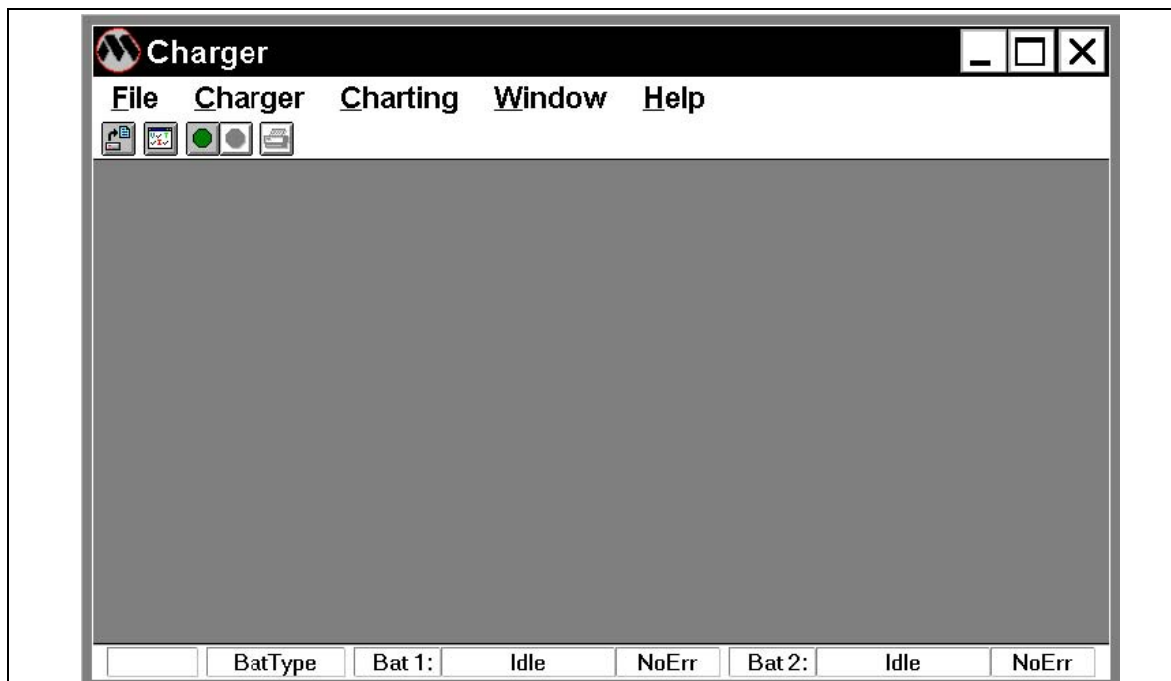 Charger
File Charger Charting Window Help
BatType Bat 1: Idle NoErr Bat 2: Idle NoErr